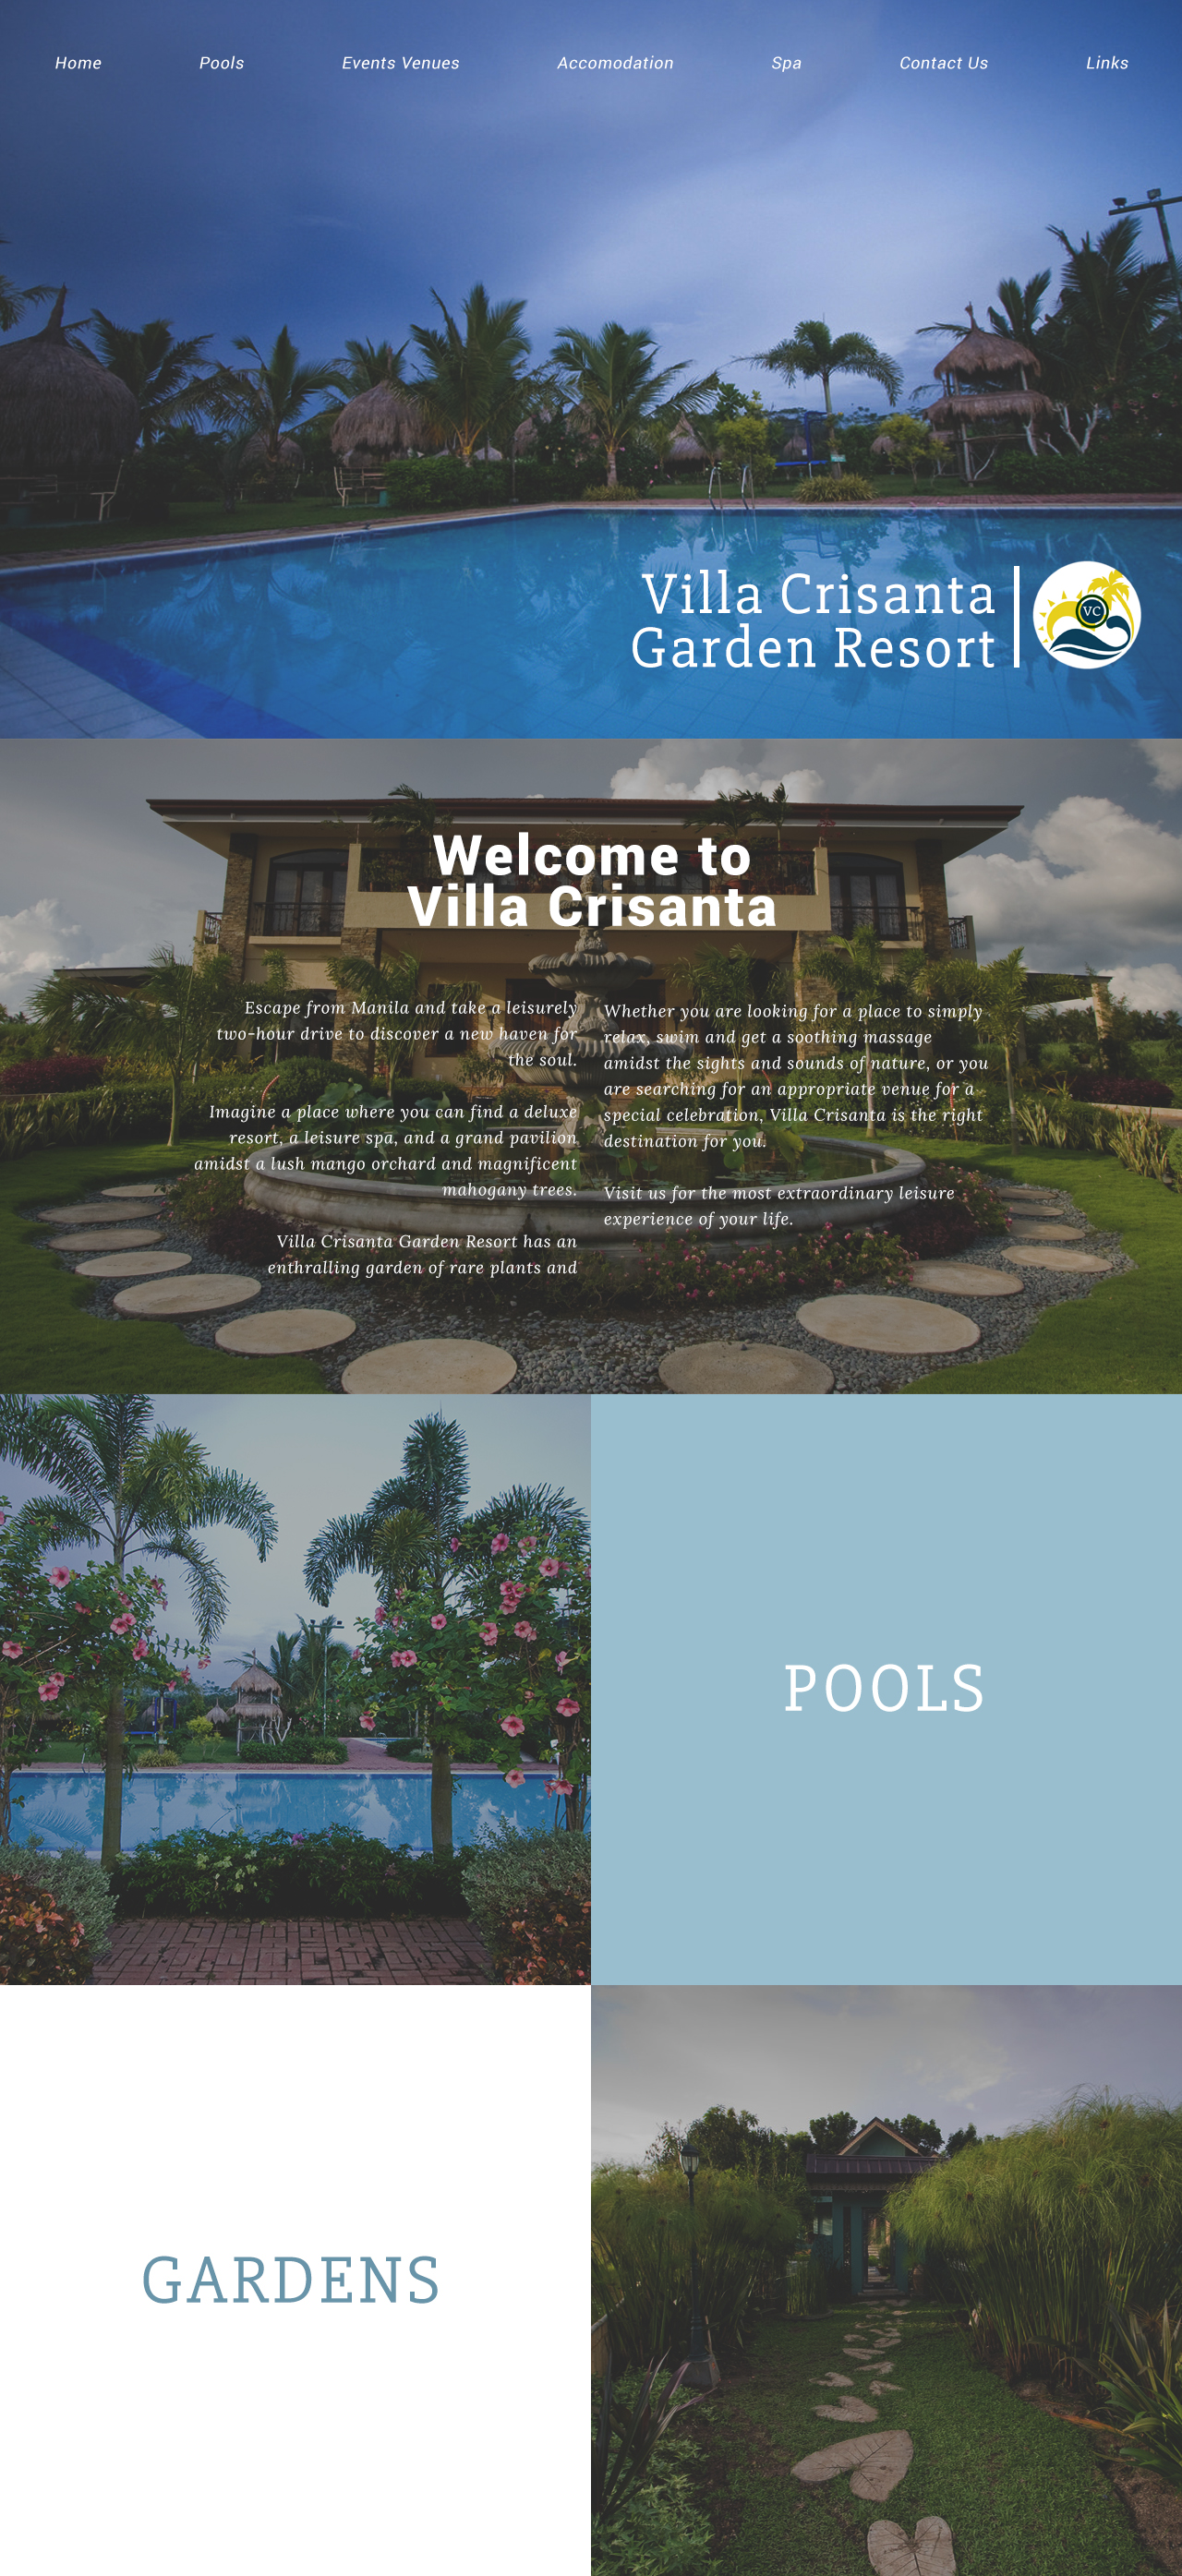 Home
Pools
Events Venues
Accomodation
Spa
Contact Us
Links
Villa Crisanta
Garden Resort
VC
Welcome to
Villa Crisanta
Escape from Manila and take a leisurely
two-hour drive to discover a new haven for
the soul.
Imagine a place where you can find a deluxe
resort, a leisure spa, and a grand pavilion
amidst a lush mango orchard and magnificent
mahogany trees.
Villa Crisanta Garden Resort has an
enthralling garden of rare plants and
Whether you are looking for a place to simply
relax, swim and get a soothing massage
amidst the sights and sounds of nature, or you
are searching for an appropriate venue for a
special celebration, Villa Crisanta is the right
destination for you.
Visit us for the most extraordinary leisure
experience of your life.
POOLS
GARDENS